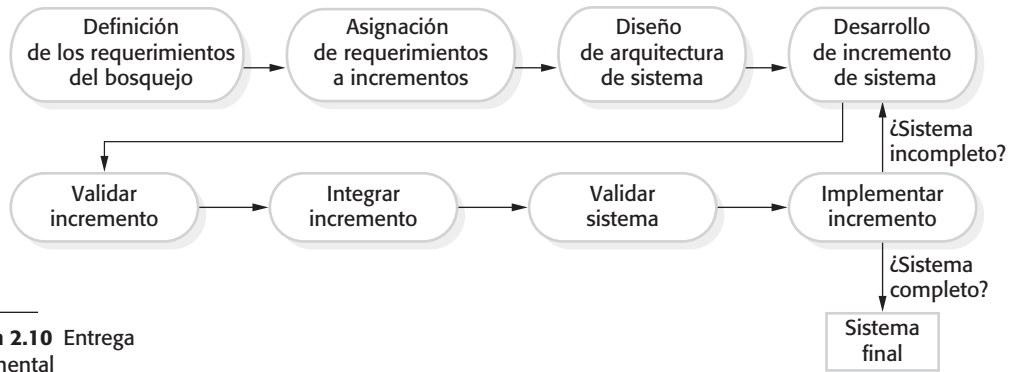 Definición
de los requerimientos
del bosquejo
Asignación
de requerimientos
a incrementos
Diseño
de arquitectura
de sistema
Desarrollo
de incremento
de sistema
¿Sistema
incompleto?
Validar
incremento
Integrar
incremento
Validar
sistema
Implementar
incremento
¿Sistema
completo?
Sistema
final
2.10 Entrega
mental